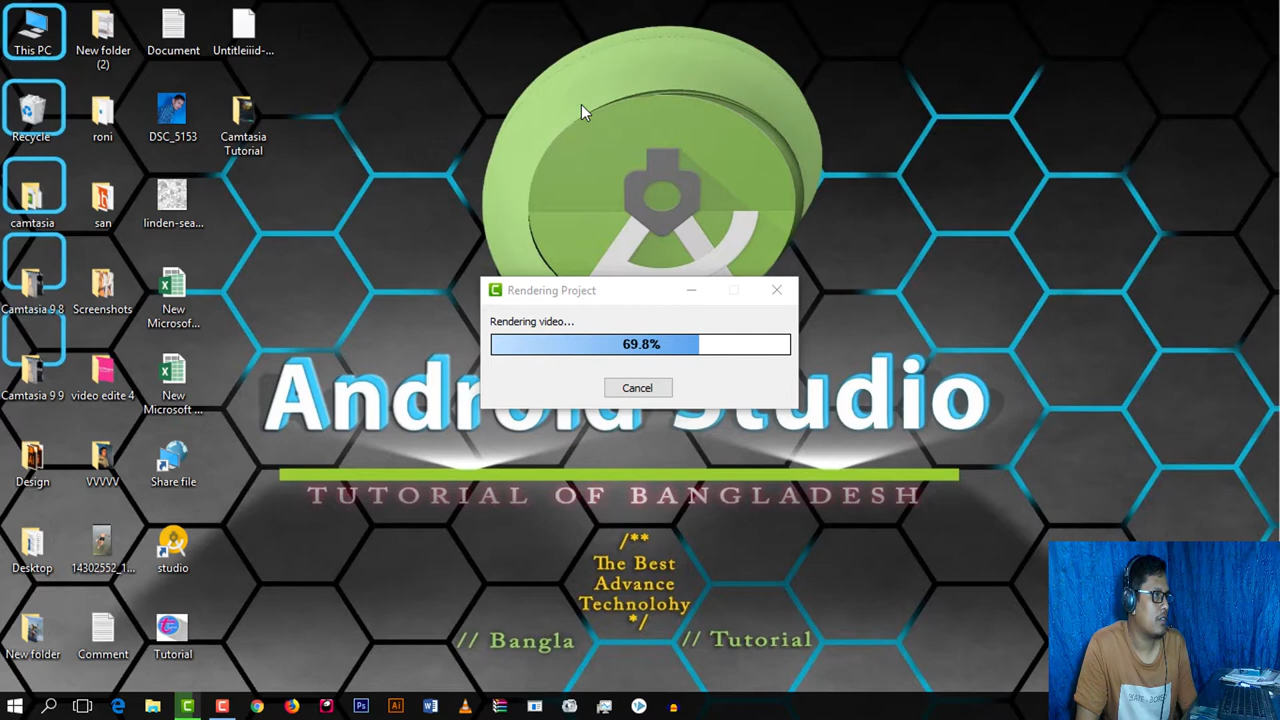 This PC
New folder
(2)
Document
Untitleiiid-...
Recycle
roni
DSC_5153
Camtasia
Tutorial
camtasia
san
linden-sea...
Camtasia 9 8
Screenshots
New
Microsof...
Camtasia 9 9
video edite 4
New
Microsoft ...
Design
VVVVV
Share file
Desktop
14302552_1...
studio
New folder
Comment
Tutorial
Rendering Project
Rendering video...
69.8%
Cancel
Android Studio
TUTORIAL OF BANGLADESH
/**
The Best
Advance
Technolohy
*/
// Bangla
// Tutorial